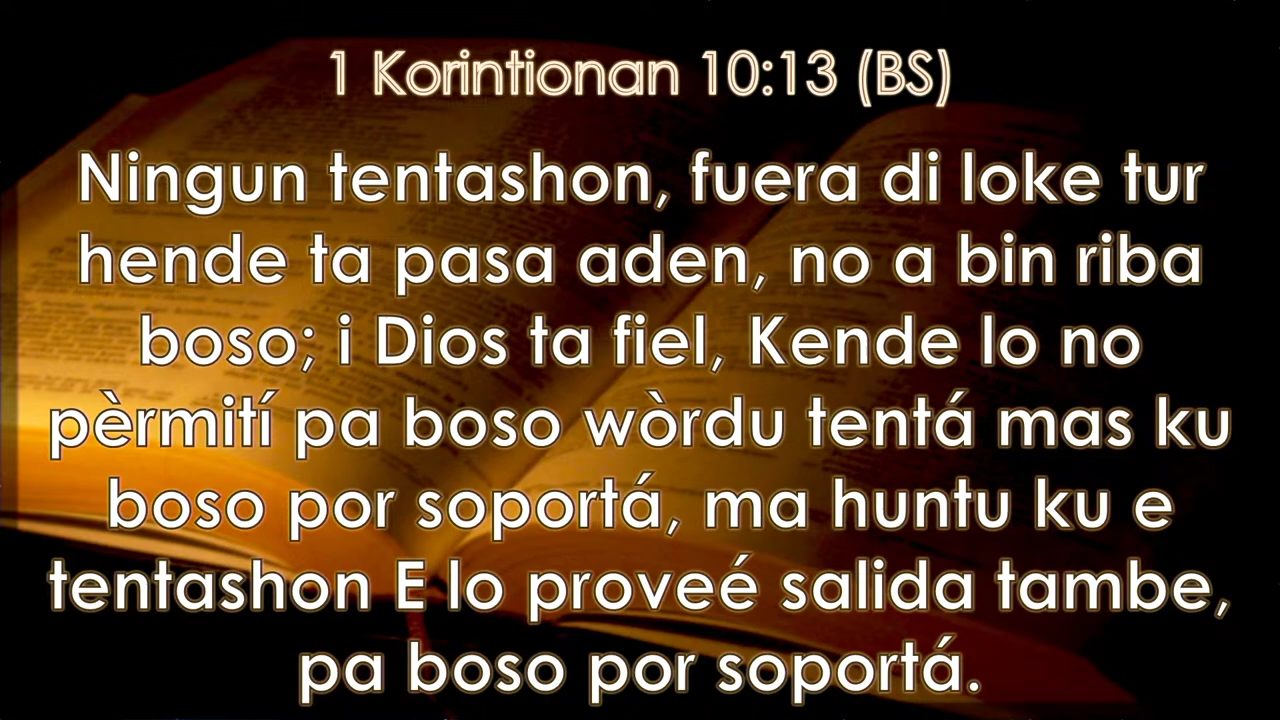 1 Korintionan 10:13 (BS)
Ningun tentashon, fuera di loke tur
hende ta pasa aden, no a bin riba
boso; i Dios ta fiel, Kende lo no
pèrmití pa boso wòrdu tentá mas ku
boso por soportá, ma huntu ku e
tentashon E lo proveé salida tambe,
pa boso por soportá.